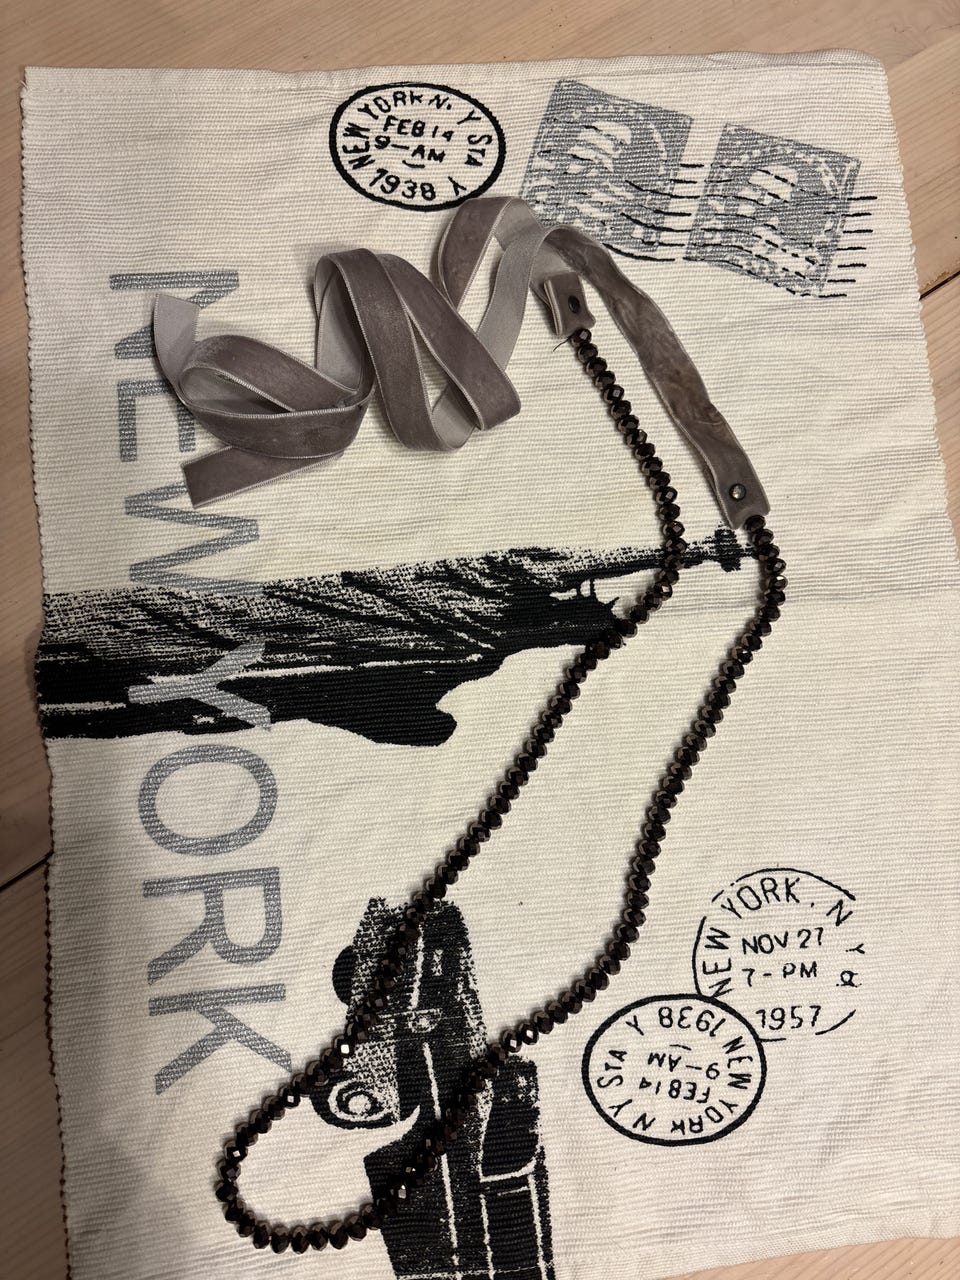 NEW YORK N. Y STA Y
FEB 14
9-AM
1938
NEW YORK
NEW YORK, N Y
NOV 27
7-PM
1957
NEW YORK N Y STA Y
FEB 14
9-AM
1938